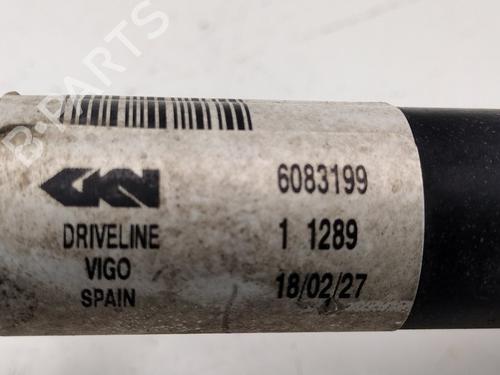 B-PARTS
GKN
DRIVELINE
VIGO
SPAIN
6083199
1 1289
18/02/27